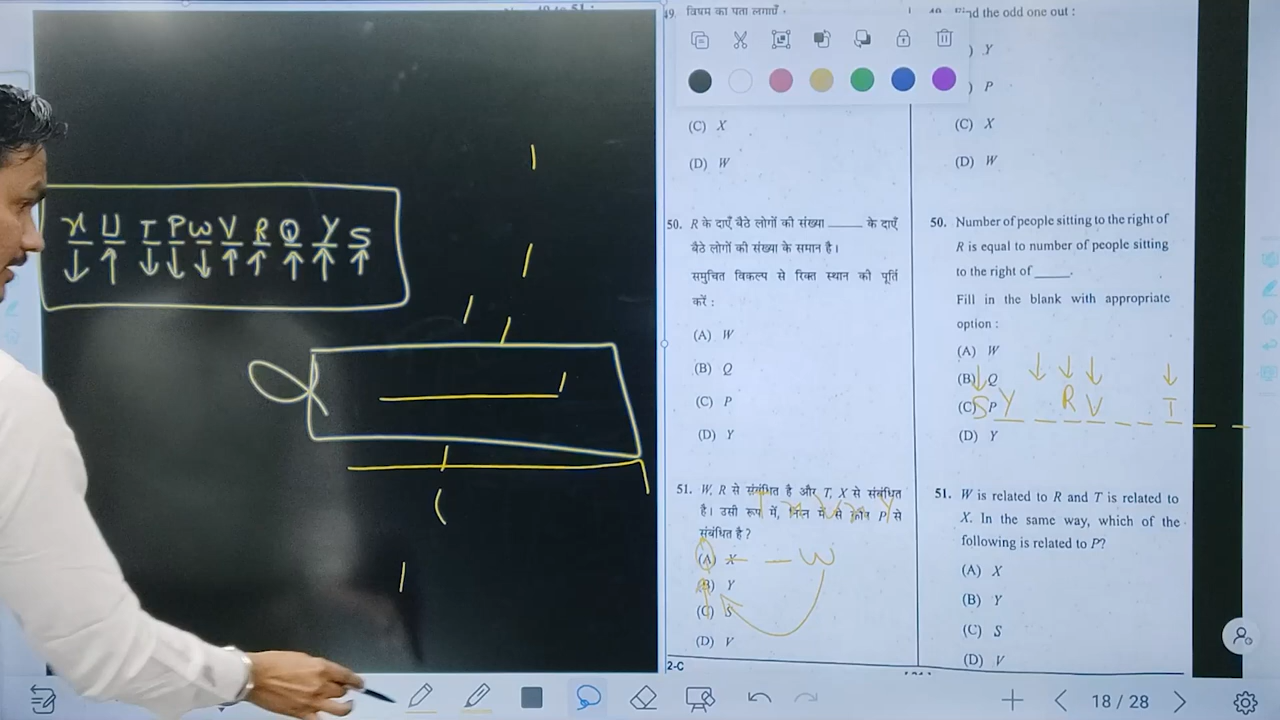 x U T P W V R Q Y S
49. विषम का पता लगाएँ :
(C) X
(D) W
50. R के दाएँ बैठे लोगों की संख्या ______ के दाएँ
बैठे लोगों की संख्या के समान है।
समुचित विकल्प से रिक्त स्थान की पूर्ति
करें :
(A) W
(B) Q
(C) P
(D) Y
51. W, R से संबंधित है और T, X से संबंधित
है। उसी रूप में, निम्न में से कौन P से
संबंधित है ?
(A) X
(B) Y
(C) S
(D) V
2-C
W
nd the odd one out :
) Y
) P
(C) X
(D) W
50. Number of people sitting to the right of
R is equal to number of people sitting
to the right of _____.
Fill in the blank with appropriate
option :
(A) W
(B) Q
(C) P
(D) Y
S Y R V T
51. W is related to R and T is related to
X. In the same way, which of the
following is related to P?
(A) X
(B) Y
(C) S
(D) V
18 / 28